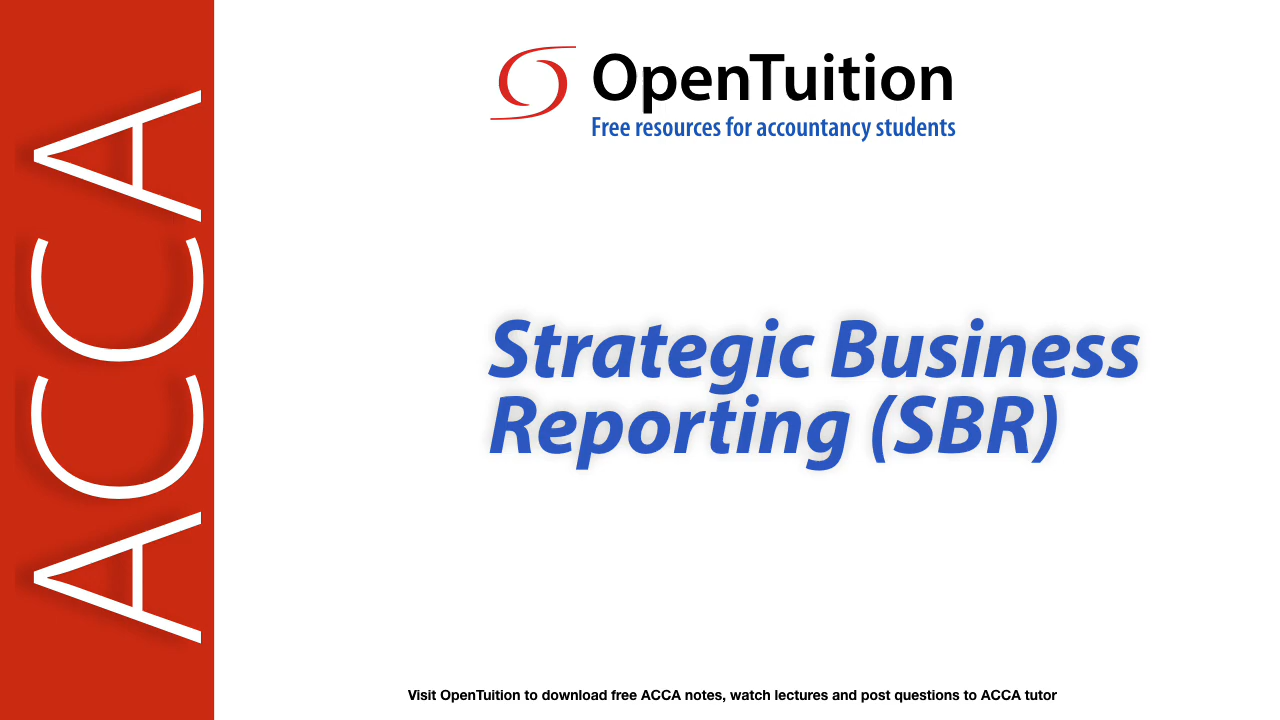 ACCA
OpenTuition
Free resources for accountancy students
Strategic Business
Reporting (SBR)
Visit OpenTuition to download free ACCA notes, watch lectures and post questions to ACCA tutor